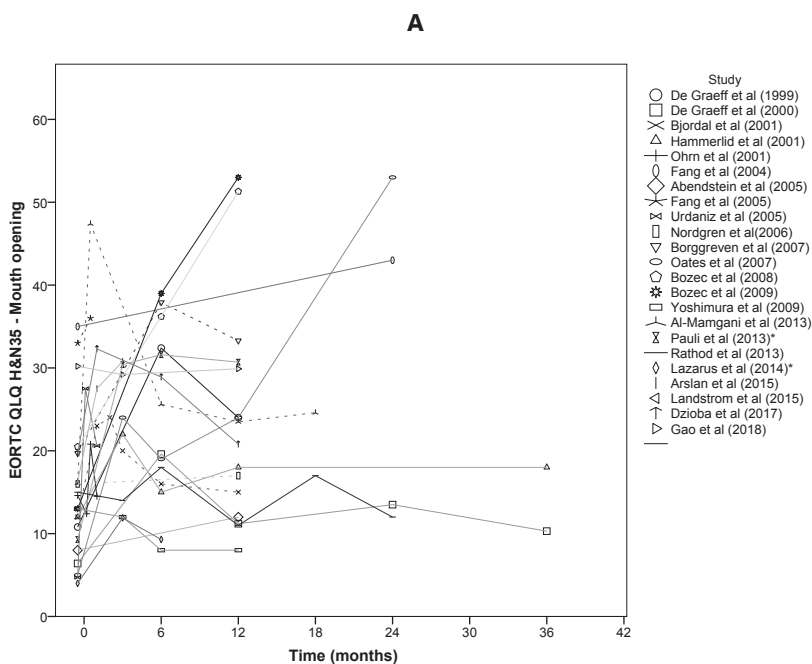 A
EORTC QLQ H&N35 - Mouth opening
60
50
40
30
20
10
0
0 6 12 18 24 30 36 42
Time (months)
Study
De Graeff et al (1999)
De Graeff et al (2000)
Bjordal et al (2001)
Hammerlid et al (2001)
Ohrn et al (2001)
Fang et al (2004)
Abendstein et al (2005)
Fang et al (2005)
Urdaniz et al (2005)
Nordgren et al(2006)
Borggreven et al (2007)
Oates et al (2007)
Bozec et al (2008)
Bozec et al (2009)
Yoshimura et al (2009)
Al-Mamgani et al (2013)
Pauli et al (2013)*
Rathod et al (2013)
Lazarus et al (2014)*
Arslan et al (2015)
Landstrom et al (2015)
Dzioba et al (2017)
Gao et al (2018)